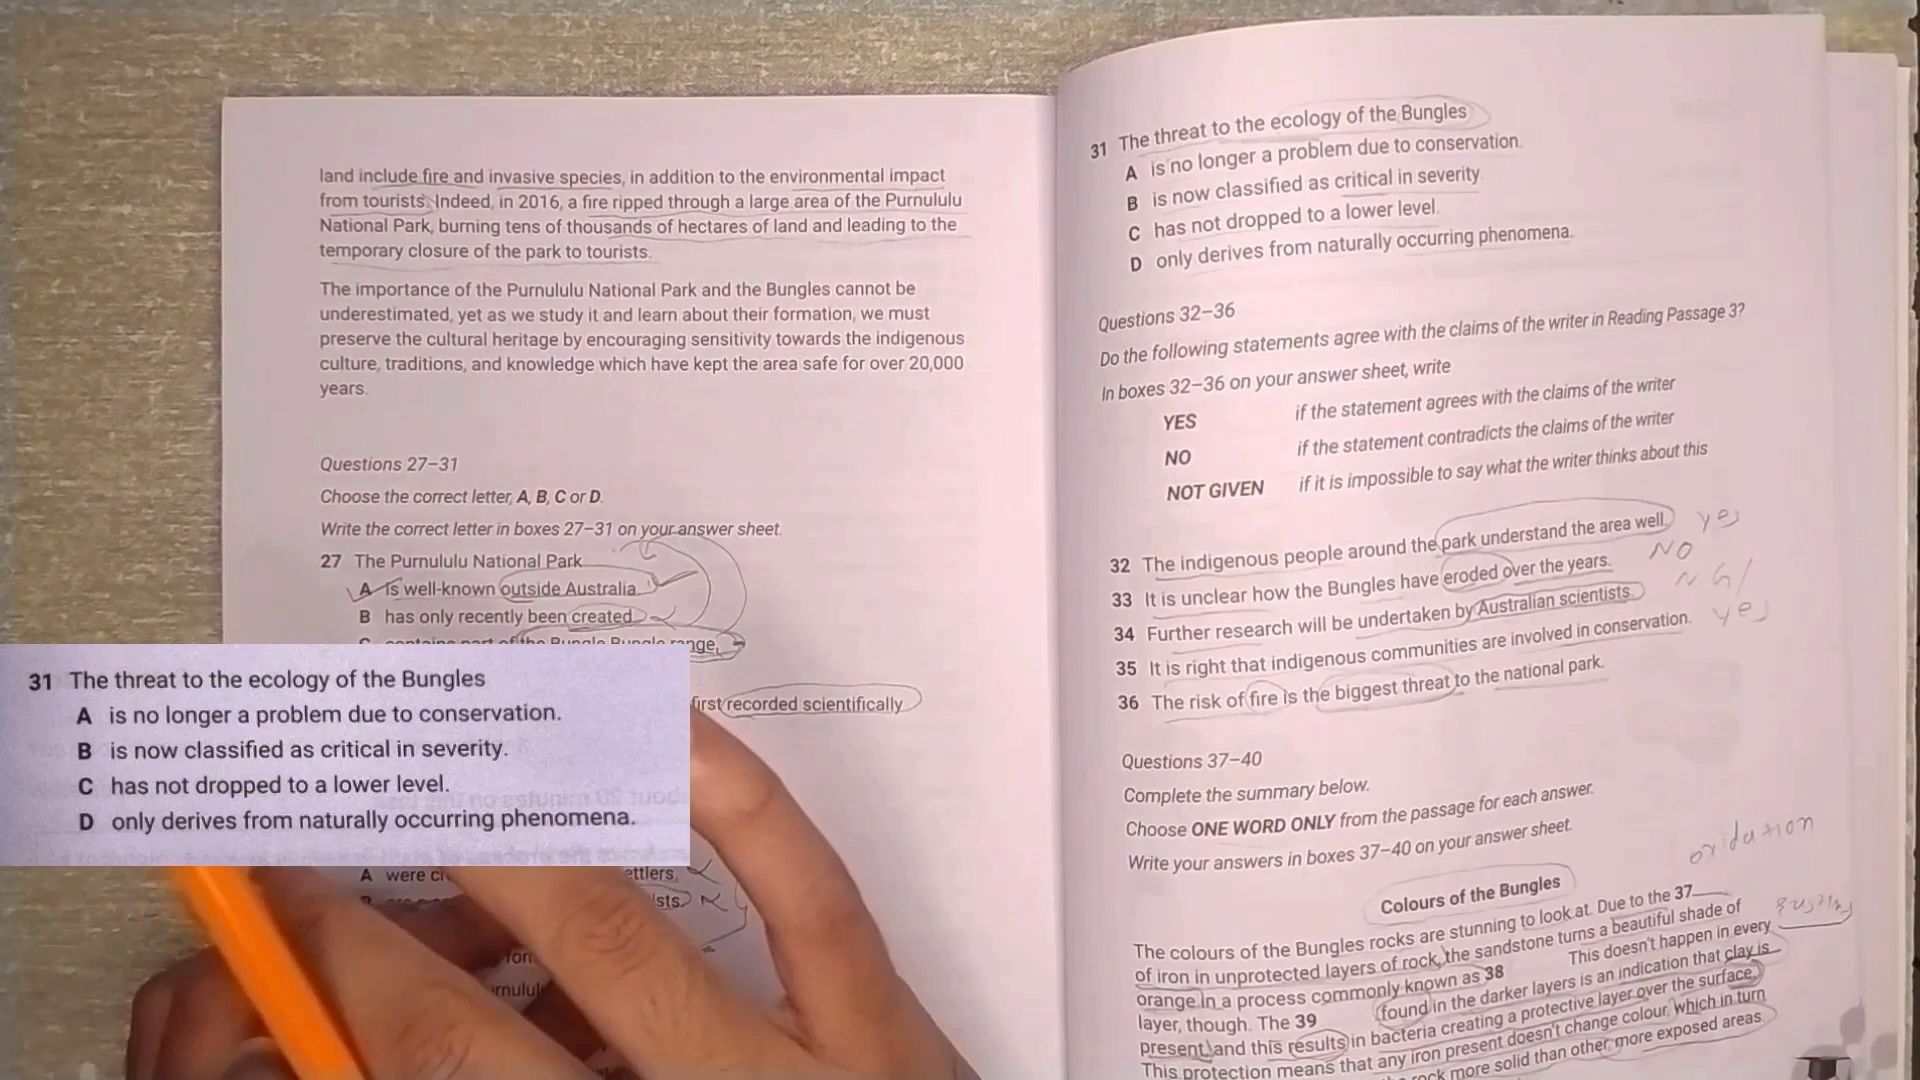 land include fire and invasive species, in addition to the environmental impact
from tourists. Indeed, in 2016, a fire ripped through a large area of the Purnululu
National Park, burning tens of thousands of hectares of land and leading to the
temporary closure of the park to tourists.
The importance of the Purnululu National Park and the Bungles cannot be
underestimated, yet as we study it and learn about their formation, we must
preserve the cultural heritage by encouraging sensitivity towards the indigenous
culture, traditions, and knowledge which have kept the area safe for over 20,000
years.
Questions 27–31
Choose the correct letter, A, B, C or D.
Write the correct letter in boxes 27–31 on your answer sheet.
27 The Purnululu National Park
A is well-known outside Australia.
B has only recently been created.
C contains part of the Bungle Bungle range.
first recorded scientifically
31 The threat to the ecology of the Bungles
A is no longer a problem due to conservation.
B is now classified as critical in severity.
C has not dropped to a lower level.
D only derives from naturally occurring phenomena.
A were
31 The threat to the ecology of the Bungles
A is no longer a problem due to conservation.
B is now classified as critical in severity
C has not dropped to a lower level.
D only derives from naturally occurring phenomena.
Questions 32–36
Do the following statements agree with the claims of the writer in Reading Passage 3?
In boxes 32–36 on your answer sheet, write
YES if the statement agrees with the claims of the writer
NO if the statement contradicts the claims of the writer
NOT GIVEN if it is impossible to say what the writer thinks about this
32 The indigenous people around the park understand the area well. yes
33 It is unclear how the Bungles have eroded over the years. NO
34 Further research will be undertaken by Australian scientists. NG
35 It is right that indigenous communities are involved in conservation. yes
36 The risk of fire is the biggest threat to the national park.
Questions 37–40
Complete the summary below.
Choose ONE WORD ONLY from the passage for each answer.
Write your answers in boxes 37–40 on your answer sheet.
oxidation
Colours of the Bungles
The colours of the Bungles rocks are stunning to look at. Due to the 37
of iron in unprotected layers of rock, the sandstone turns a beautiful shade of
orange in a process commonly known as 38 This doesn't happen in every
layer, though. The 39 found in the darker layers is an indication that clay is
present, and this results in bacteria creating a protective layer over the surface.
This protection means that any iron present doesn't change colour, which in turn
rock more solid than other more exposed areas.